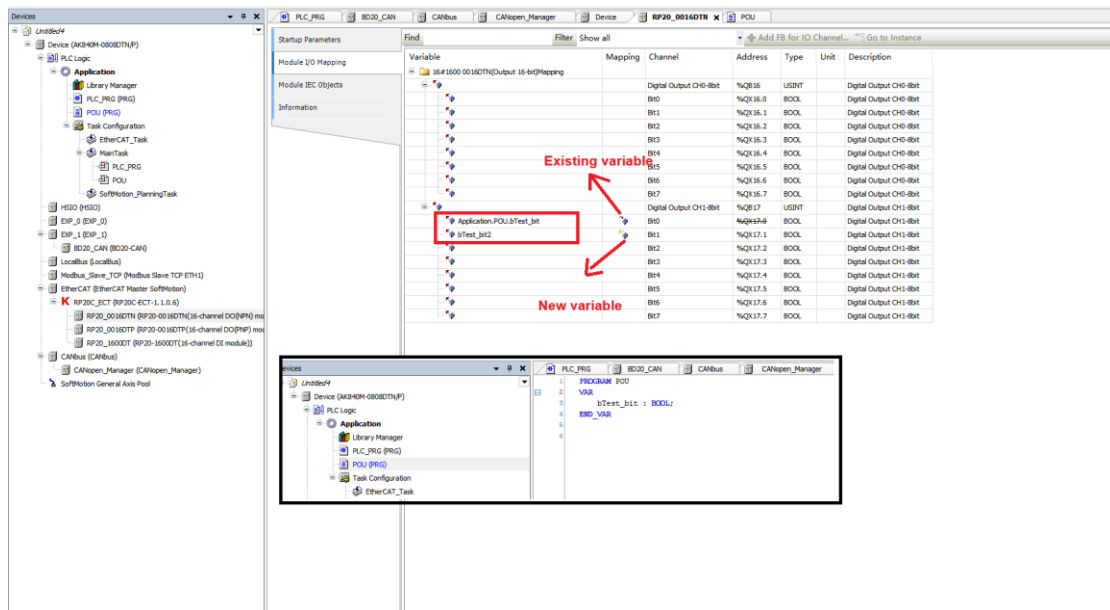 Devices
Untitled4
Device (AK840M-0808DTN/P)
PLC Logic
Application
Library Manager
PLC_PRG (PRG)
POU (PRG)
Task Configuration
EtherCAT_Task
MainTask
PLC_PRG
POU
SoftMotion_PlanningTask
HSIO (HSIO)
EXP_0 (EXP_0)
EXP_1 (EXP_1)
BD20_CAN (BD20-CAN)
LocalBus (LocalBus)
Modbus_Slave_TCP (Modbus Slave TCP ETH1)
EtherCAT (EtherCAT Master SoftMotion)
K RP20C_ECT (RP20C-ECT-1.1.0.6)
RP20_0016DTN (RP20-0016DTN(16-channel DO(NPN) mo
RP20_0016DTP (RP20-0016DTP(16-channel DO(PNP) mo
RP20_1600DT (RP20-1600DT(16-channel DI module))
CANbus (CANbus)
CANopen_Manager (CANopen_Manager)
SoftMotion General Axis Pool
PLC_PRG BD20_CAN CANbus CANopen_Manager Device RP20_0016DTN x POU
Startup Parameters
Module I/O Mapping
Module IEC Objects
Information
Find Filter Show all Add FB for IO Channel... Go to Instance
Variable Mapping Channel Address Type Unit Description
16#1600 0016DTN(Output 16-bit)Mapping
Digital Output CH0-8bit %QB16 USINT Digital Output CH0-8bit
Bit0 %QX16.0 BOOL Digital Output CH0-8bit
Bit1 %QX16.1 BOOL Digital Output CH0-8bit
Bit2 %QX16.2 BOOL Digital Output CH0-8bit
Bit3 %QX16.3 BOOL Digital Output CH0-8bit
Bit4 %QX16.4 BOOL Digital Output CH0-8bit
Existing variable
Bit5 %QX16.5 BOOL Digital Output CH0-8bit
Bit6 %QX16.6 BOOL Digital Output CH0-8bit
Bit7 %QX16.7 BOOL Digital Output CH0-8bit
Digital Output CH1-8bit %QB17 USINT Digital Output CH1-8bit
Application.POU.bTest_bit Bit0 %QX17.0 BOOL Digital Output CH1-8bit
bTest_bit2 Bit1 %QX17.1 BOOL Digital Output CH1-8bit
Bit2 %QX17.2 BOOL Digital Output CH1-8bit
Bit3 %QX17.3 BOOL Digital Output CH1-8bit
Bit4 %QX17.4 BOOL Digital Output CH1-8bit
Bit5 %QX17.5 BOOL Digital Output CH1-8bit
New variable
Bit6 %QX17.6 BOOL Digital Output CH1-8bit
Bit7 %QX17.7 BOOL Digital Output CH1-8bit
evices
Untitled4
Device (AK840M-0808DTN/P)
PLC Logic
Application
Library Manager
PLC_PRG (PRG)
POU (PRG)
Task Configuration
EtherCAT_Task
PLC_PRG BD20_CAN CANbus CANopen_Manager
1 PROGRAM POU
2 VAR
3 bTest_bit : BOOL;
4 END_VAR
5
6